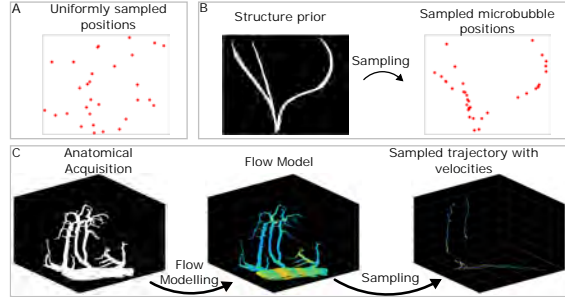 A
Uniformly sampled
positions
B
Structure prior
Sampling
Sampled microbubble
positions
C
Anatomical
Acquisition
Flow
Modelling
Flow Model
Sampling
Sampled trajectory with
velocities